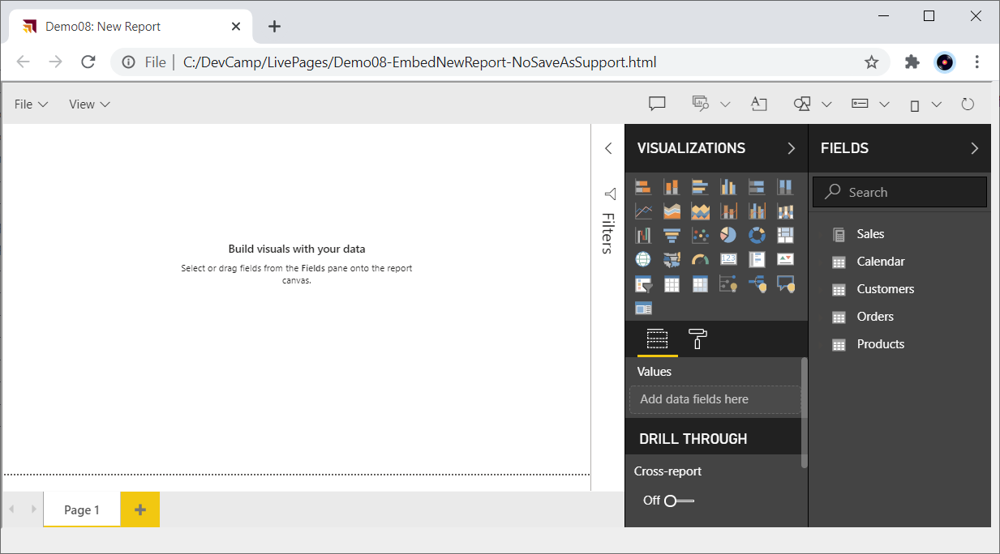 Demo08: New Report
File | C:/DevCamp/LivePages/Demo08-EmbedNewReport-NoSaveAsSupport.html
File View
Build visuals with your data
Select or drag fields from the Fields pane onto the report
canvas.
Page 1
Filters
VISUALIZATIONS
123
Values
Add data fields here
DRILL THROUGH
Cross-report
Off
FIELDS
Search
Sales
Calendar
Customers
Orders
Products